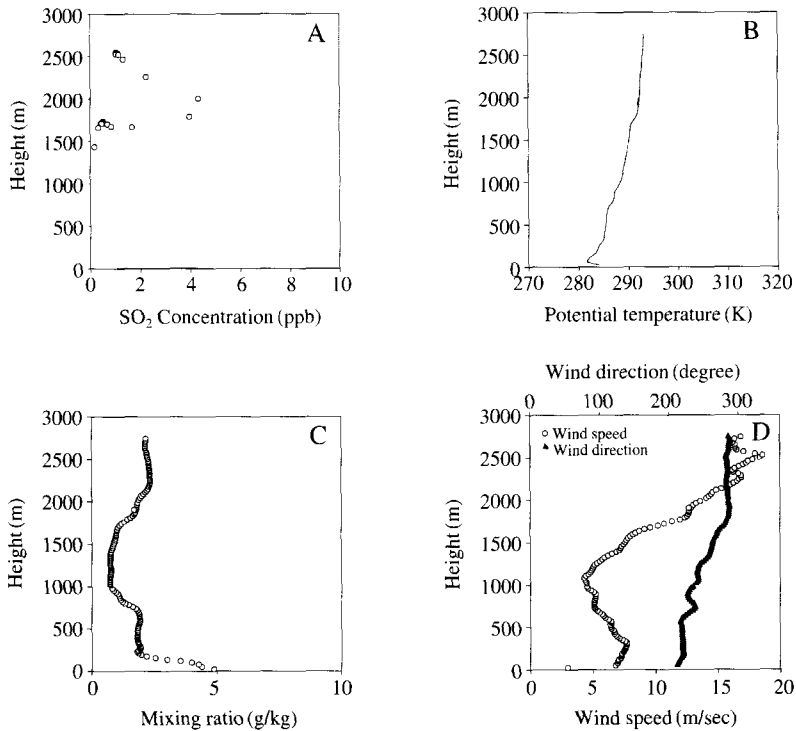 A
3000
2500
2000
1500
1000
500
0
Height (m)
0 2 4 6 8 10
SO₂ Concentration (ppb)
B
3000
2500
2000
1500
1000
500
0
Height (m)
270 280 290 300 310 320
Potential temperature (K)
C
3000
2500
2000
1500
1000
500
0
Height (m)
0 5 10
Mixing ratio (g/kg)
Wind direction (degree)
0 100 200 300
D
Wind speed
Wind direction
3000
2500
2000
1500
1000
500
0
Height (m)
0 5 10 15 20
Wind speed (m/sec)